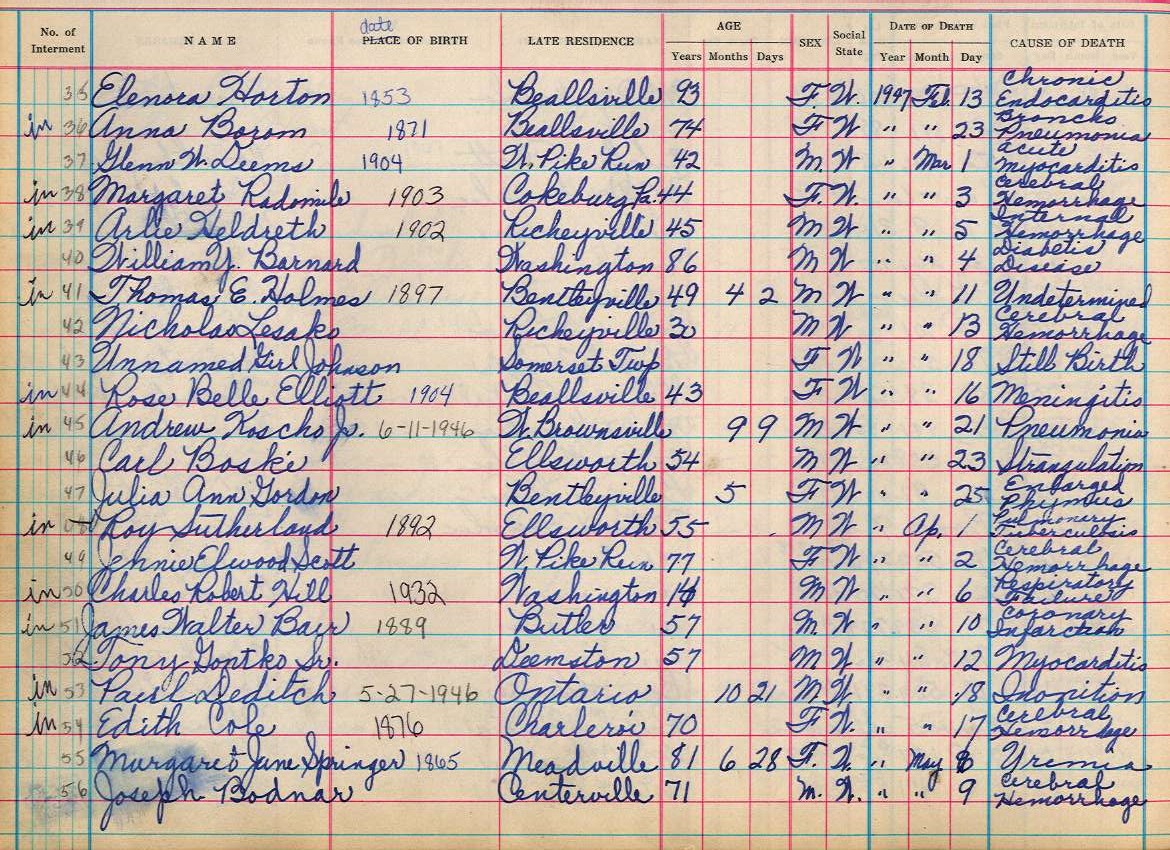 date
No. of Interment NAME PLACE OF BIRTH LATE RESIDENCE AGE Years Months Days SEX Social State DATE OF DEATH Year Month Day CAUSE OF DEATH
35 Elenora Horton 1853 Beallsville 93 F. W. 1947 Feb. 13 Chronic Endocarditis
in 36 Anna Borom 1871 Beallsville 74 F W " " 23 Broncho Pneumonia
37 Glenn W. Deems 1904 W. Pike Run 42 M. W " Mar 1 acute myocarditis
in 38 Margaret Radomile 1903 Cokeburg Pa. 44 F. W. " " 3 Cerebral Hemorrhage
in 39 Arlie Heldreth 1902 Richeyville 45 M W " " 5 Internal Hemorrhage
40 William Y. Barnard Washington 86 M W " " 4 Diabetis Disease
in 41 Thomas E. Holmes 1897 Bentleyville 49 4 2 M W " " 11 Undetermined
42 Nicholas Lesako Richeyville 30 M W " " 13 Cerebral Hemorrhage
43 Unnamed Girl Johnson Somerset Twp F W " " 18 Still Birth
in 44 Rose Belle Elliott 1904 Beallsville 43 F W " " 16 Meningitis
in 45 Andrew Koscho Jr. 6-11-1946 W. Brownsville 9 9 M W " " 21 Pneumonia
46 Carl Boskie Ellsworth 54 M W " " 23 Strangulation
47 Julia Ann Gordon Bentleyville 5 F W " " 25 Enlarged Thymus
in 48 Roy Sutherland 1892 Ellsworth 55 M W " Ap. 1 Pulmonary Tuberculosis
49 Jennie Elwood Scott W. Pike Run 77 F W " " 2 Cerebral Hemorrhage
in 50 Charles Robert Hill 1932 Washington 14 M W " " 6 Respiratory Failure
in 51 James Walter Bair 1889 Butler 57 M. W " " 10 Coronary Infarction
52 Tony Gontko Sr. Deemston 57 M W. " " 12 Myocarditis
in 53 Paul Deditch 5-27-1946 Ontario 10 21 M. W " " 18 Inonition
in 54 Edith Cole 1876 Charleroi 70 F W. " " 17 Cerebral Hemorrhage
55 Margaret Jane Springer 1865 Meadville 81 6 28 F. W. " May 8 Uremia
56 Joseph Bodnar Centerville 71 M. W. " " 9 Cerebral Hemorrhage